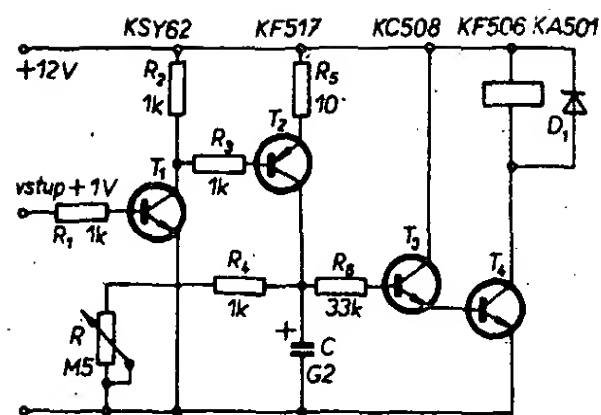 KSY62 KF517 KC508 KF506 KA501
+12V
R2
1k
R5
10
T2
D1
R3
1k
T1
vstup +1V
R1 1k
R4
1k
R6
33k
T3
T4
R
M5
+
C
G2